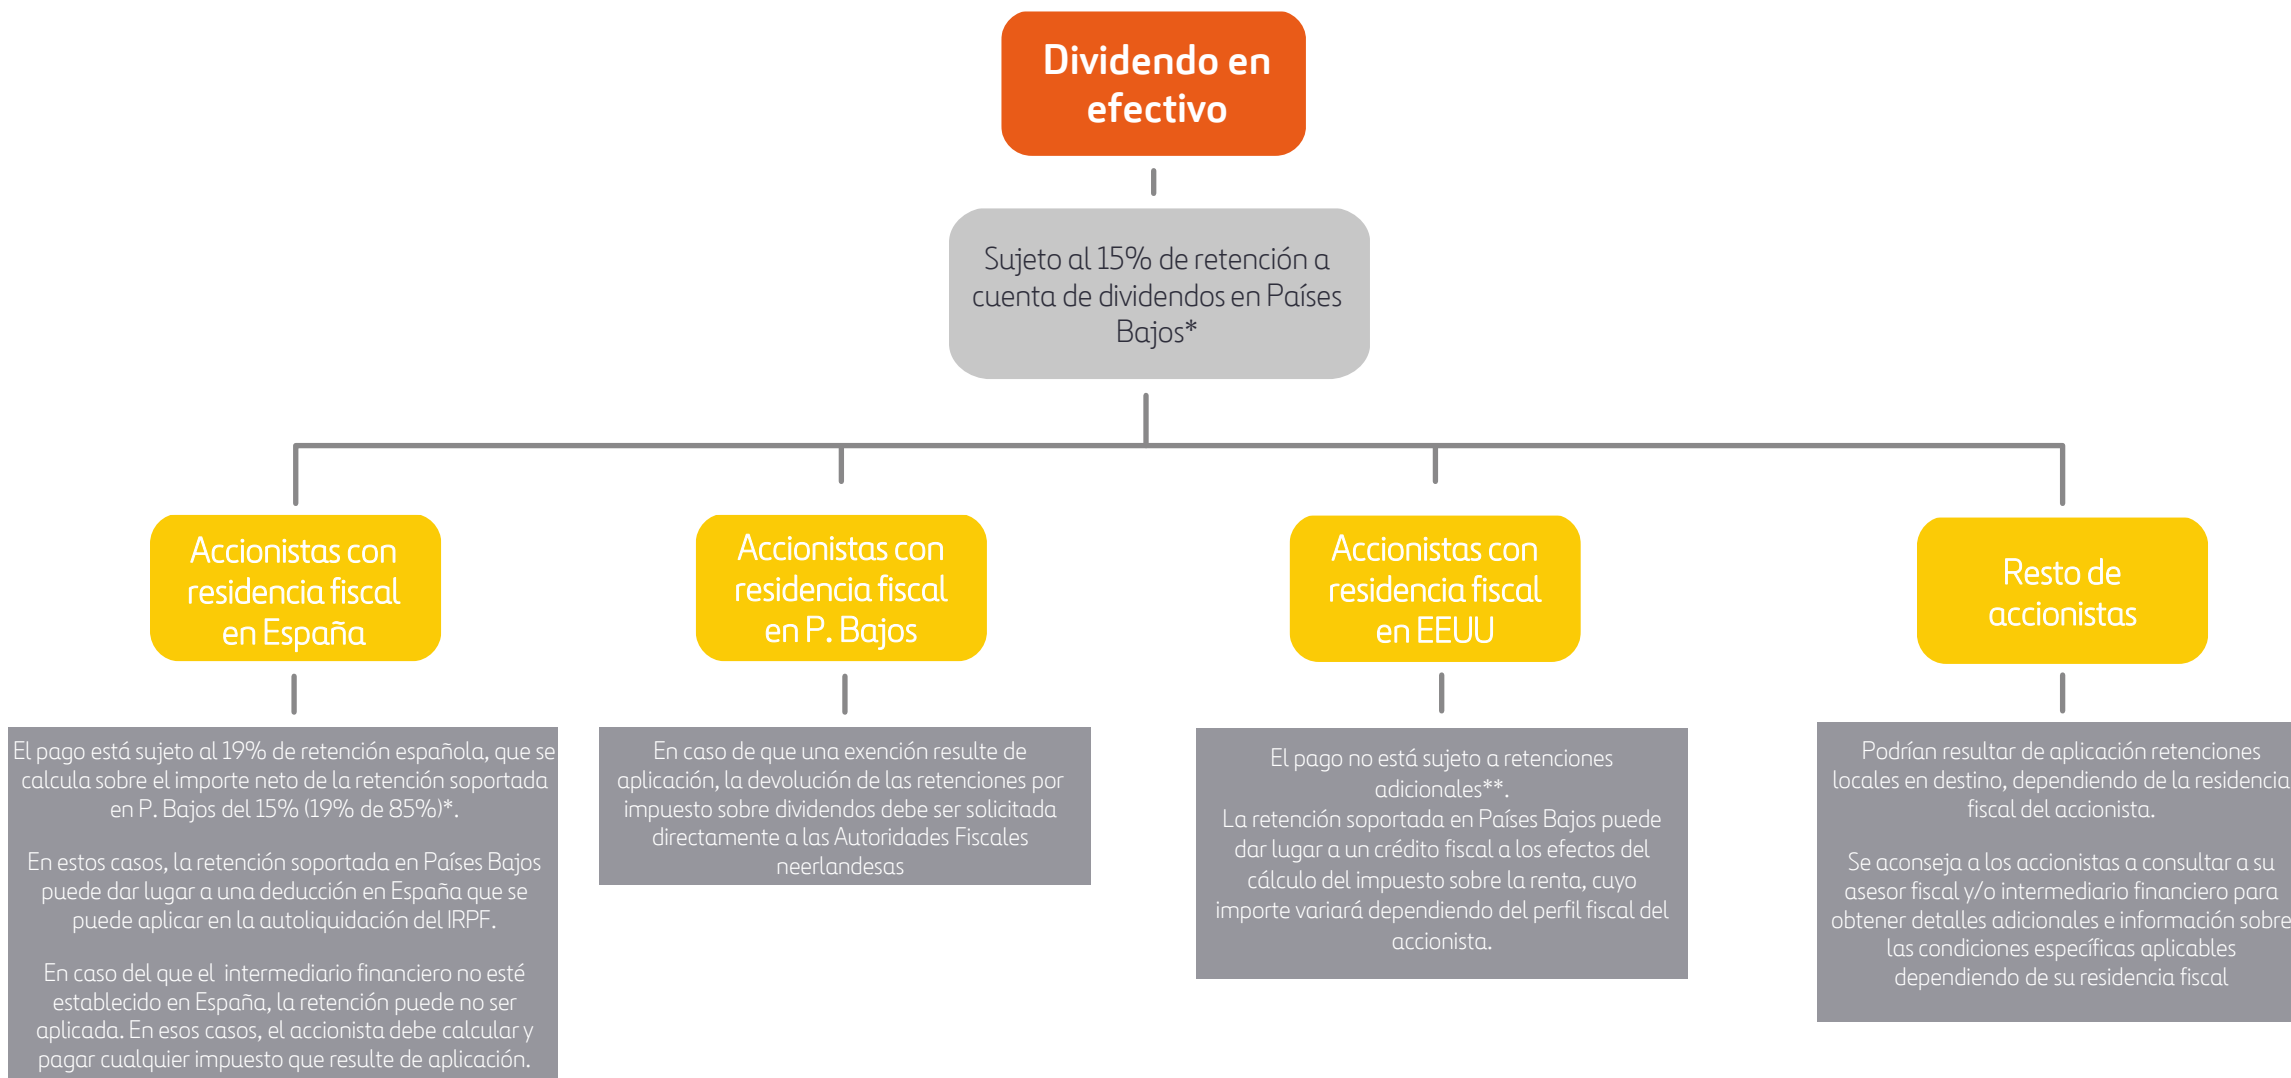 Dividendo en
efectivo
Sujeto al 15% de retención a
cuenta de dividendos en Países
Bajos*
Accionistas con
residencia fiscal
en España
Accionistas con
residencia fiscal
en P. Bajos
Accionistas con
residencia fiscal
en EEUU
Resto de
accionistas
El pago está sujeto al 19% de retención española, que se
calcula sobre el importe neto de la retención soportada
en P. Bajos del 15% (19% de 85%)*.
En estos casos, la retención soportada en Países Bajos
puede dar lugar a una deducción en España que se
puede aplicar en la autoliquidación del IRPF.
En caso del que el intermediario financiero no esté
establecido en España, la retención puede no ser
aplicada. En esos casos, el accionista debe calcular y
pagar cualquier impuesto que resulte de aplicación.
En caso de que una exención resulte de
aplicación, la devolución de las retenciones por
impuesto sobre dividendos debe ser solicitada
directamente a las Autoridades Fiscales
neerlandesas
El pago no está sujeto a retenciones
adicionales**.
La retención soportada en Países Bajos puede
dar lugar a un crédito fiscal a los efectos del
cálculo del impuesto sobre la renta, cuyo
importe variará dependiendo del perfil fiscal del
accionista.
Podrían resultar de aplicación retenciones
locales en destino, dependiendo de la residencia
fiscal del accionista.
Se aconseja a los accionistas a consultar a su
asesor fiscal y/o intermediario financiero para
obtener detalles adicionales e información sobre
las condiciones específicas aplicables
dependiendo de su residencia fiscal